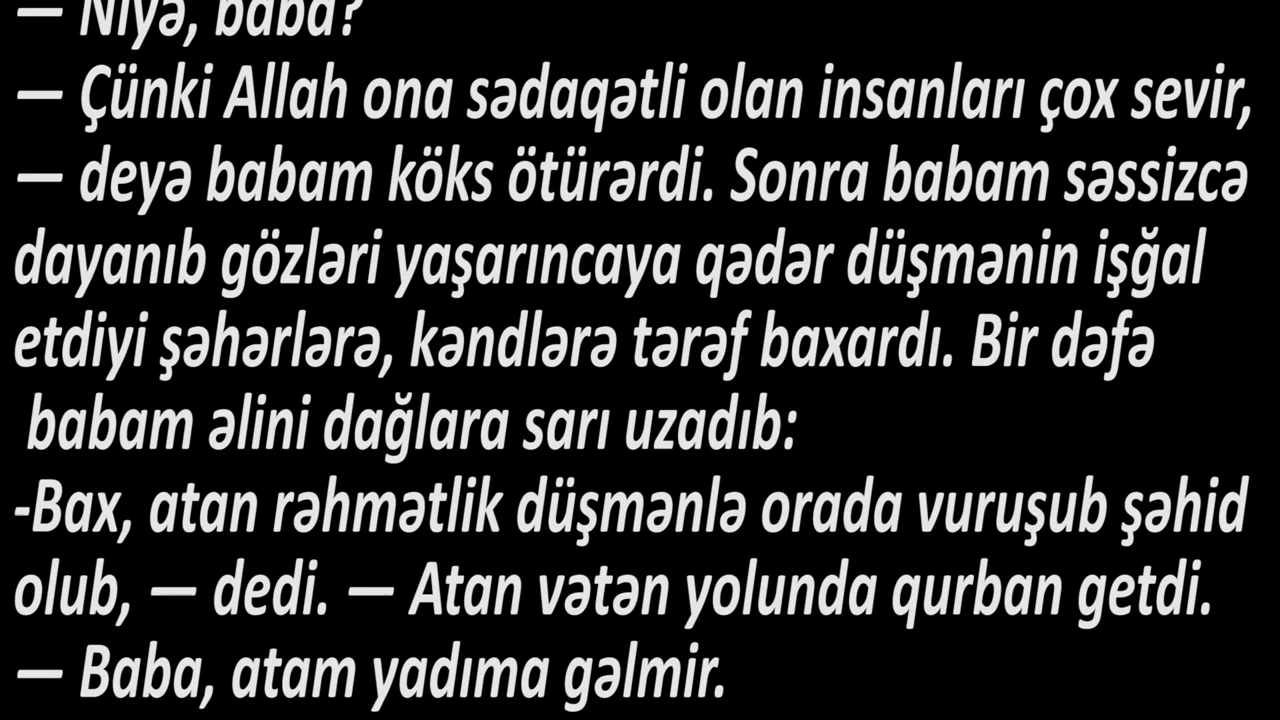 — Niyə, baba?
— Çünki Allah ona sədaqətli olan insanları çox sevir,
— deyə babam köks ötürərdi. Sonra babam səssizcə
dayanıb gözləri yaşarıncaya qədər düşmənin işğal
etdiyi şəhərlərə, kəndlərə tərəf baxardı. Bir dəfə
babam əlini dağlara sarı uzadıb:
-Bax, atan rəhmətlik düşmənlə orada vuruşub şəhid
olub, — dedi. — Atan vətən yolunda qurban getdi.
— Baba, atam yadıma gəlmir.